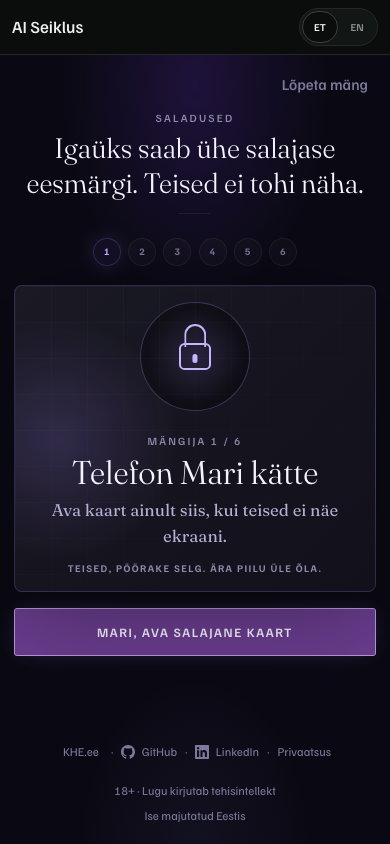 AI Seiklus
ET EN
Lõpeta mäng
SALADUSED
Igaüks saab ühe salajase
eesmärgi. Teised ei tohi näha.
1 2 3 4 5 6
MÄNGIJA 1 / 6
Telefon Mari kätte
Ava kaart ainult siis, kui teised ei näe
ekraani.
TEISED, PÖÖRAKE SELG. ÄRA PIILU ÜLE ÕLA.
MARI, AVA SALAJANE KAART
KHE.ee · GitHub · LinkedIn · Privaatsus
18+ · Lugu kirjutab tehisintellekt
Ise majutatud Eestis